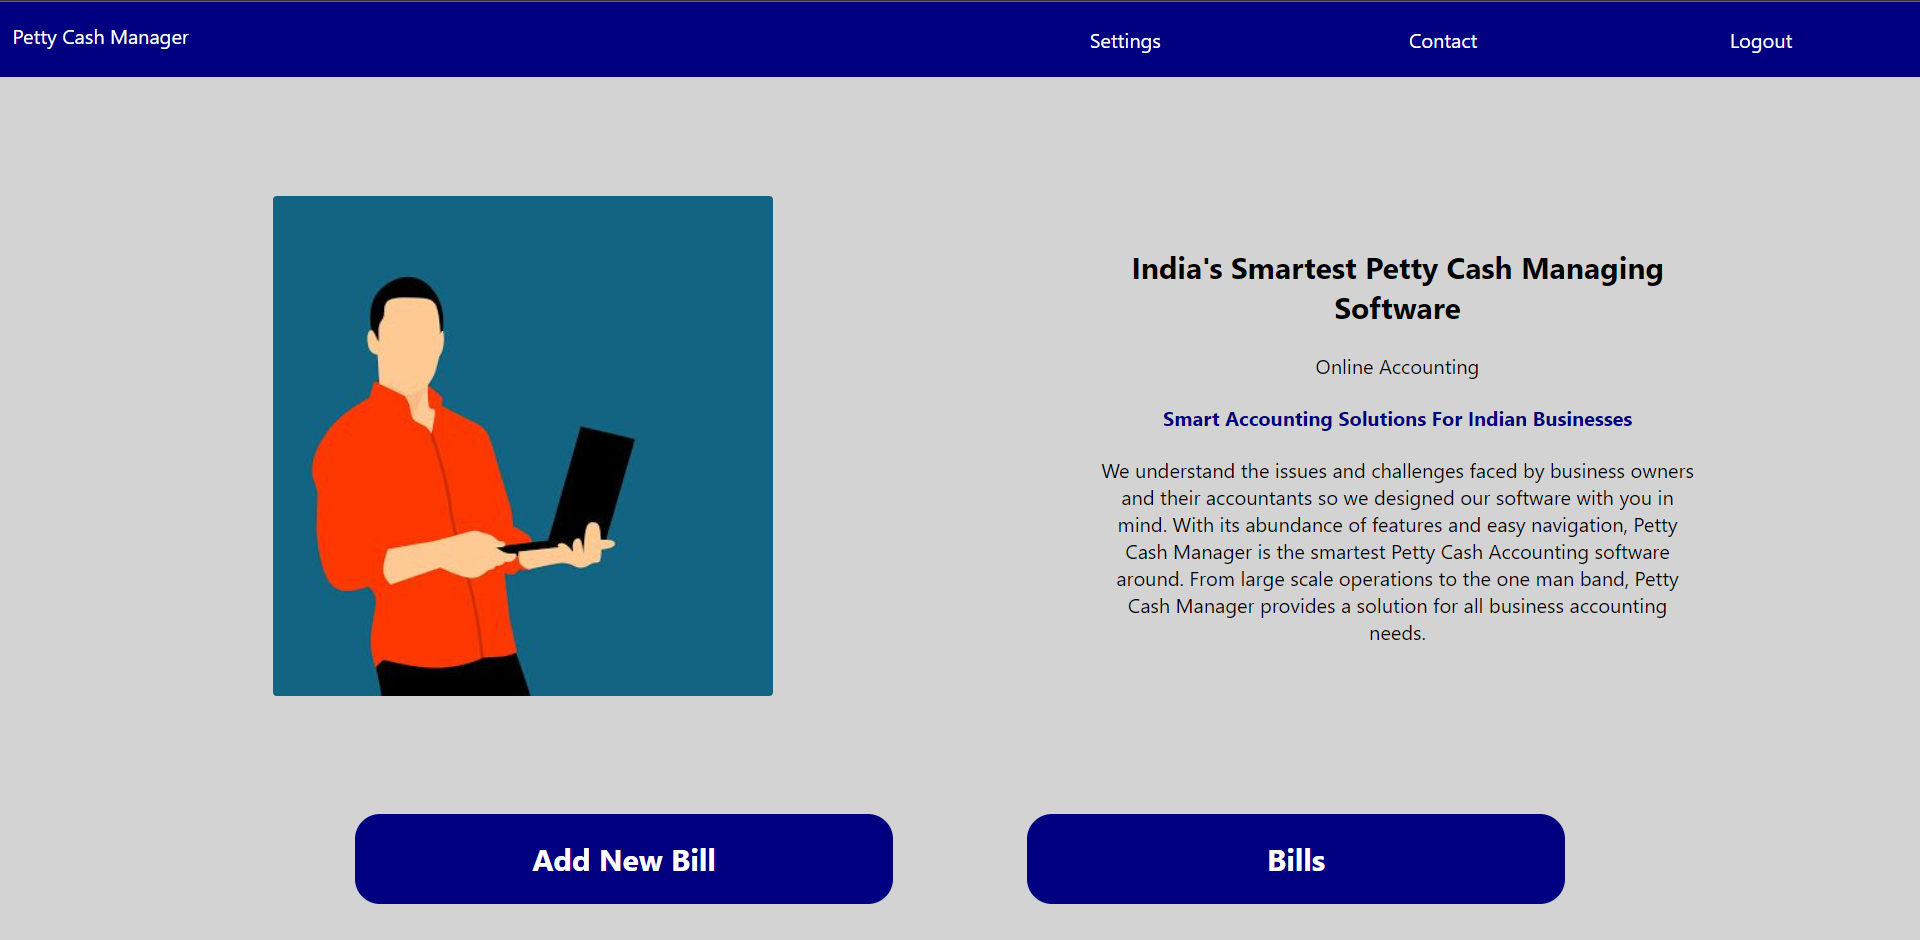 Petty Cash Manager
Settings
Contact
Logout
India's Smartest Petty Cash Managing
Software
Online Accounting
Smart Accounting Solutions For Indian Businesses
We understand the issues and challenges faced by business owners
and their accountants so we designed our software with you in
mind. With its abundance of features and easy navigation, Petty
Cash Manager is the smartest Petty Cash Accounting software
around. From large scale operations to the one man band, Petty
Cash Manager provides a solution for all business accounting
needs.
Add New Bill
Bills